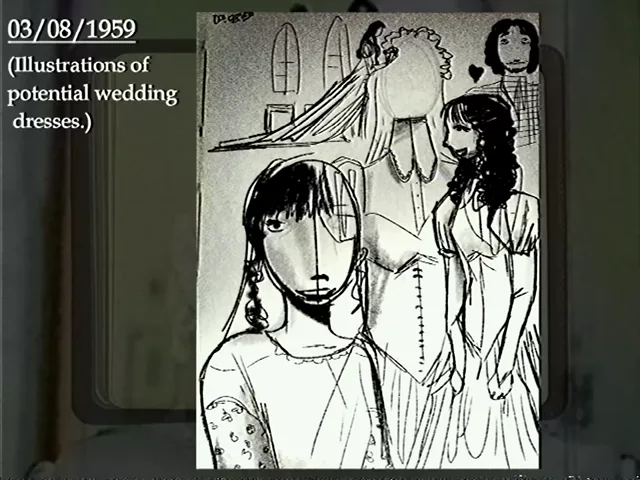 03/08/1959
(Illustrations of
potential wedding
dresses.)